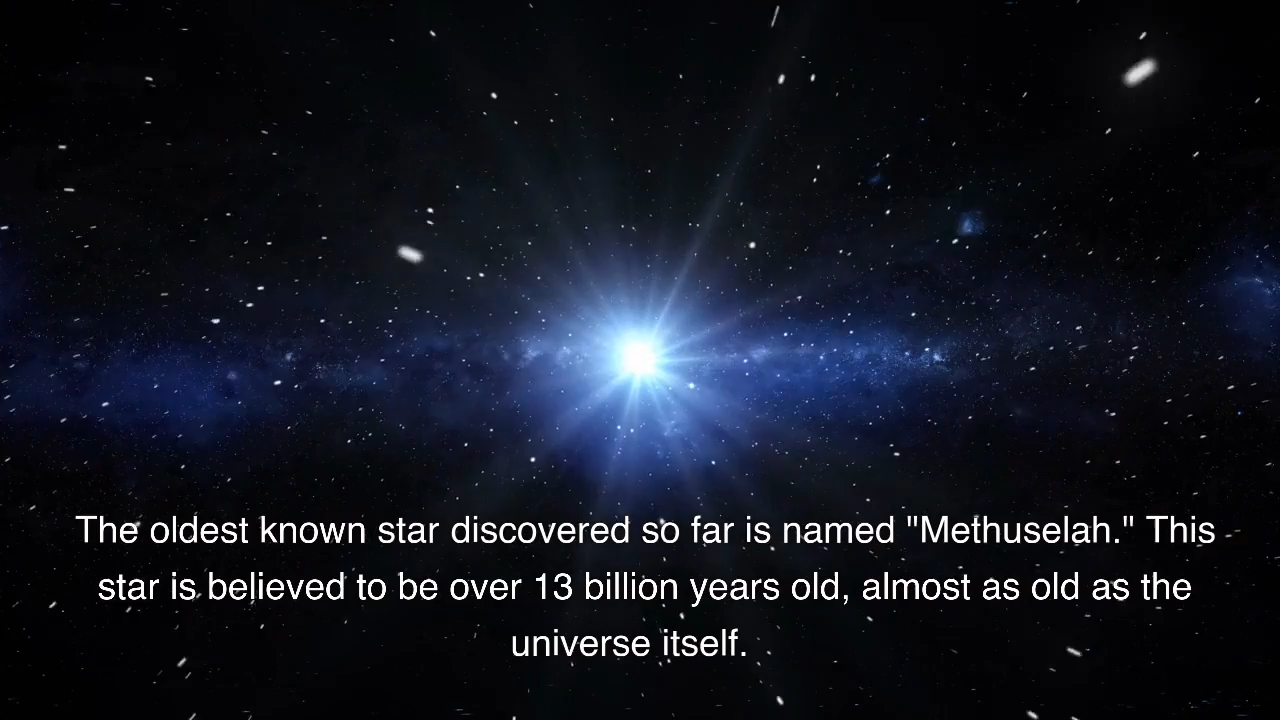 The oldest known star discovered so far is named "Methuselah." This
star is believed to be over 13 billion years old, almost as old as the
universe itself.